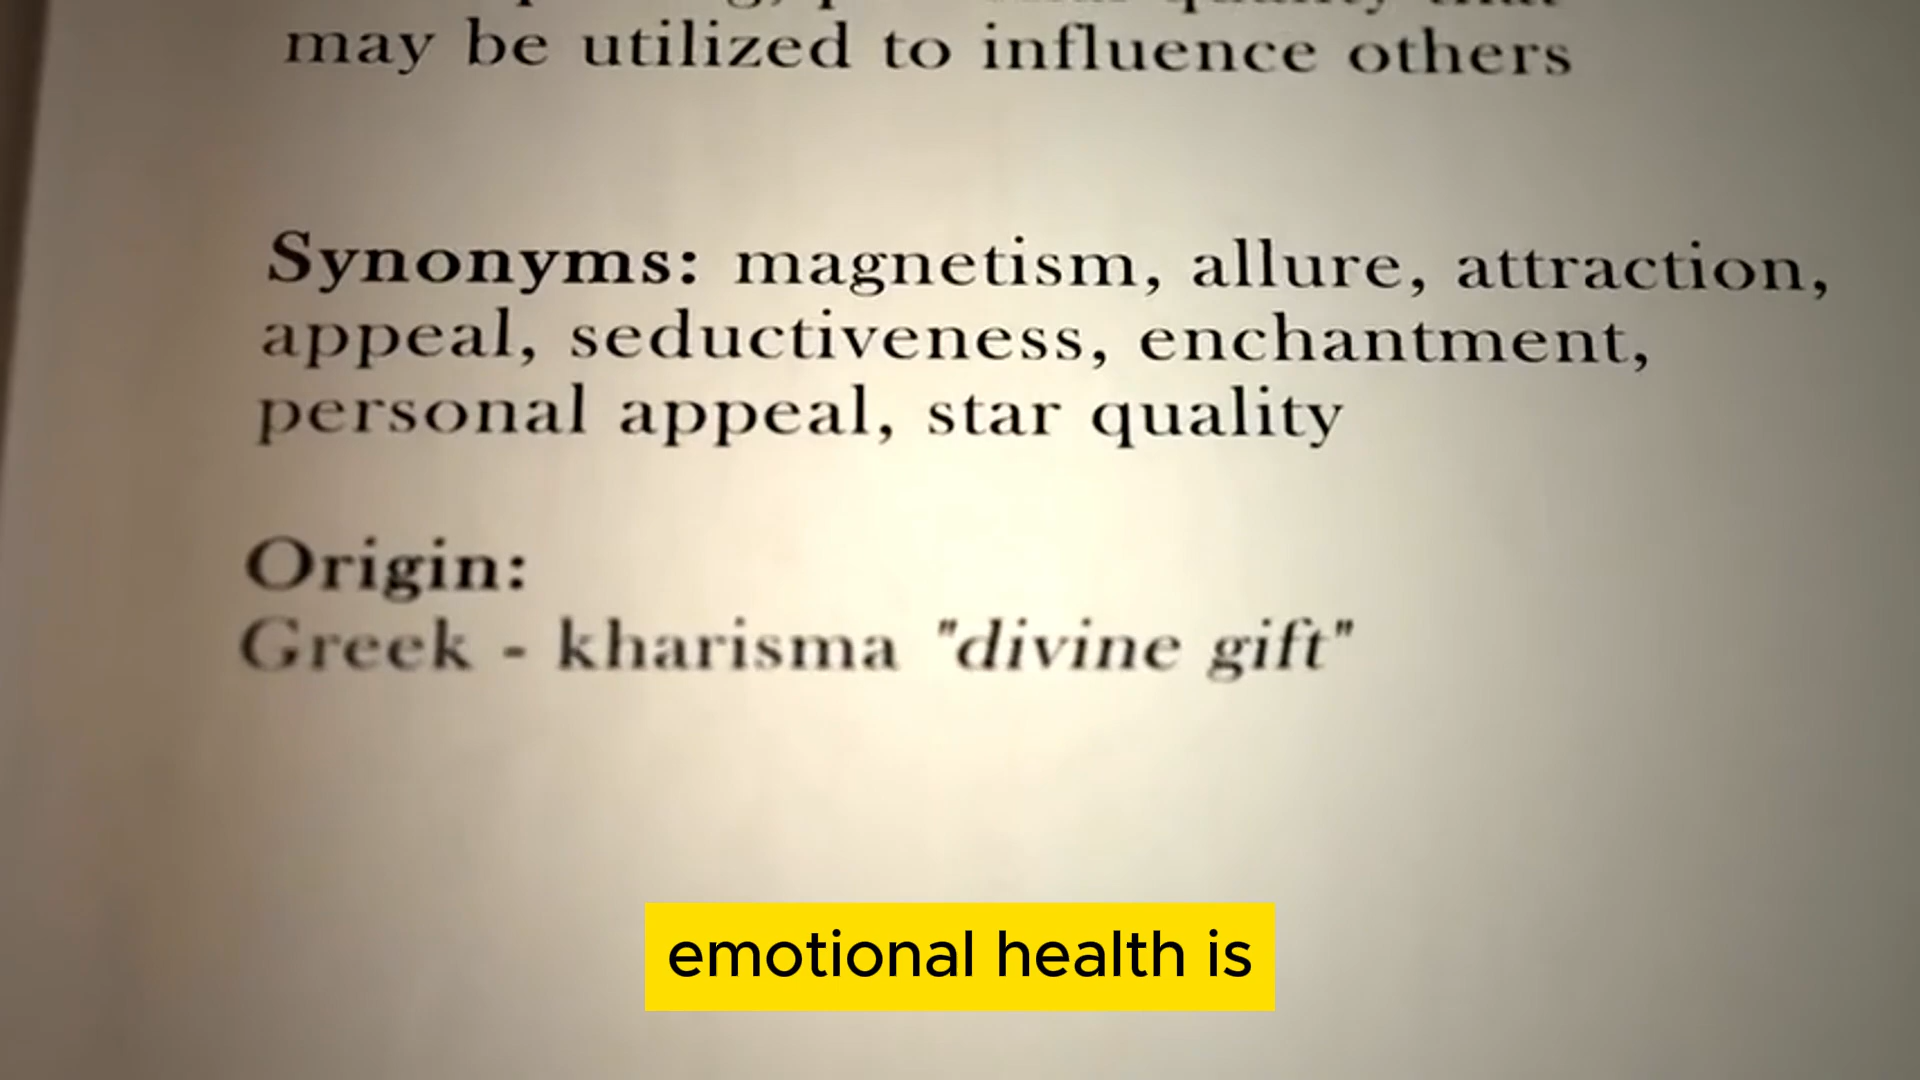 may be utilized to influence others
Synonyms: magnetism, allure, attraction,
appeal, seductiveness, enchantment,
personal appeal, star quality
Origin:
Greek - kharisma "divine gift"
emotional health is